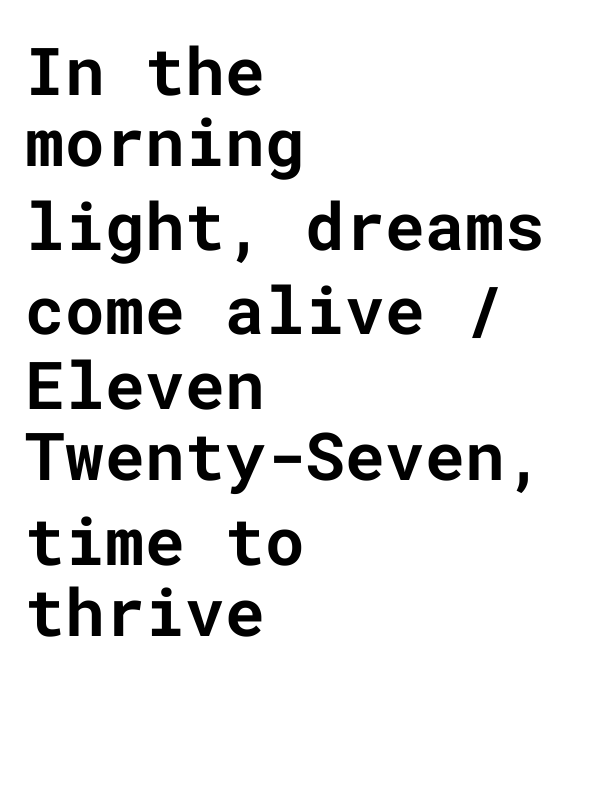 In the
morning
light, dreams
come alive /
Eleven
Twenty-Seven,
time to
thrive